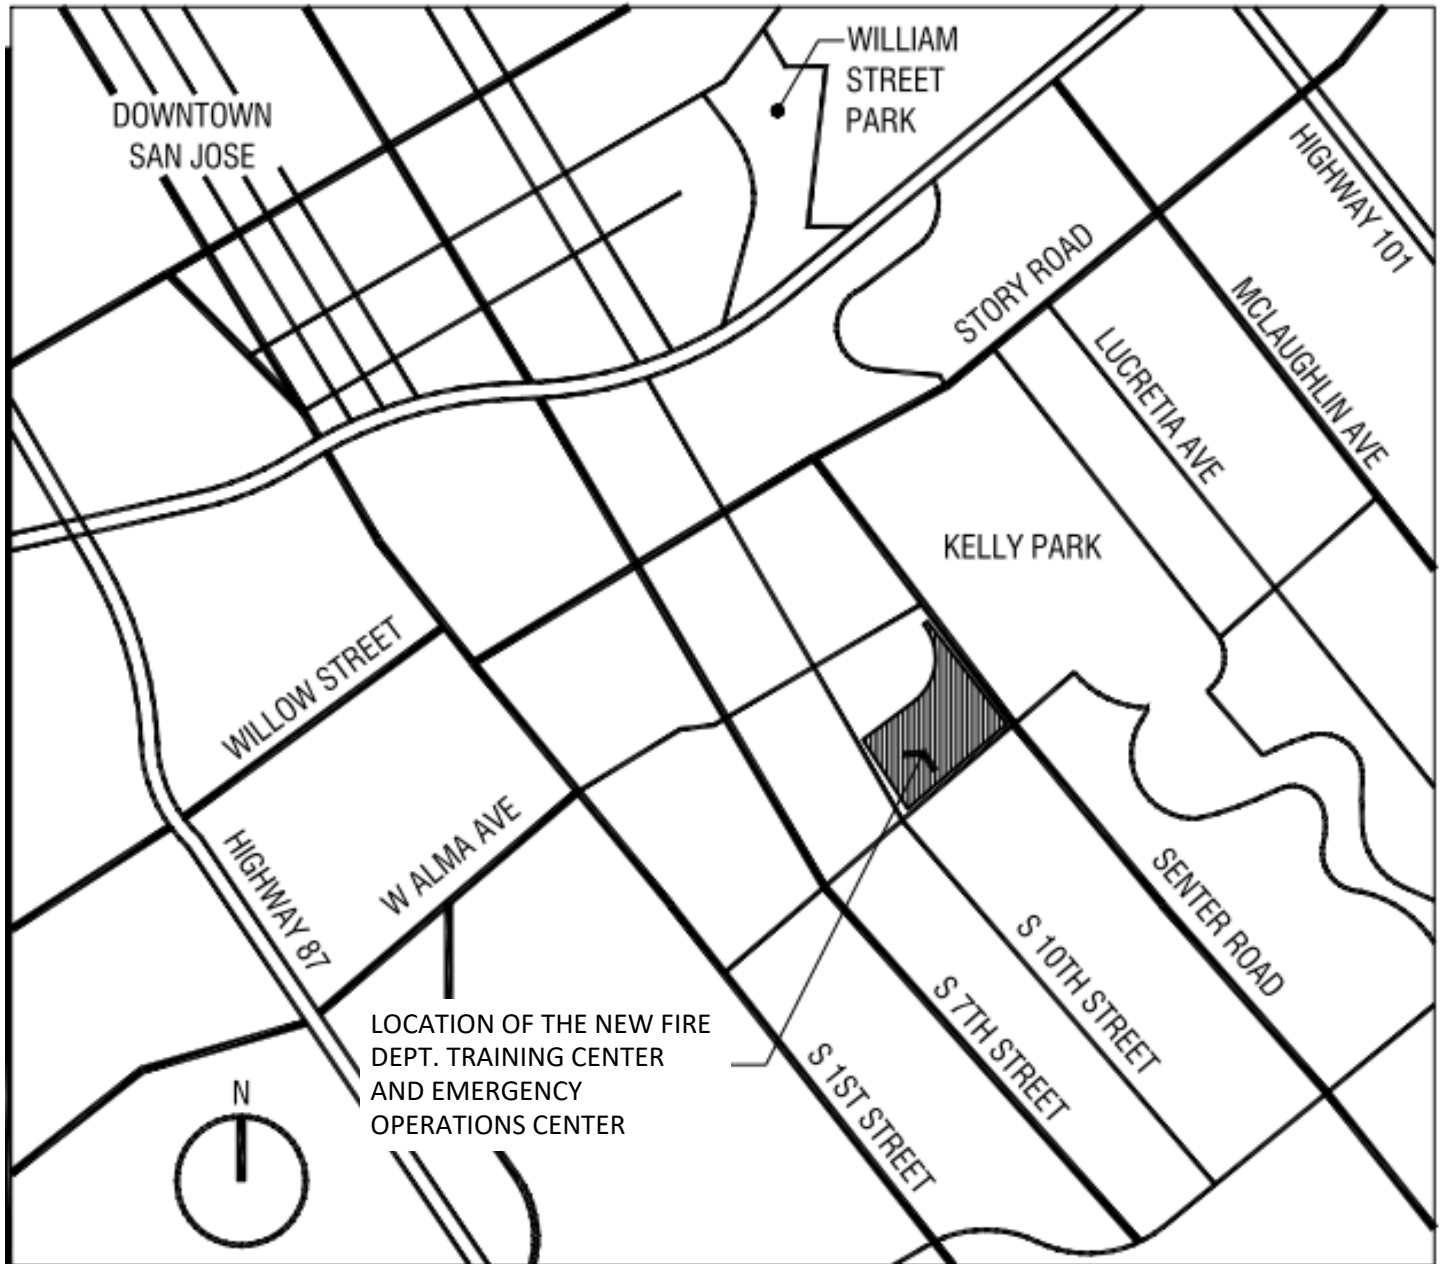 WILLIAM
STREET
PARK
DOWNTOWN
SAN JOSE
HIGHWAY 101
STORY ROAD
MCLAUGHLIN AVE
LUCRETIA AVE
KELLY PARK
WILLOW STREET
W ALMA AVE
HIGHWAY 87
SENTER ROAD
S 10TH STREET
S 7TH STREET
S 1ST STREET
LOCATION OF THE NEW FIRE
DEPT. TRAINING CENTER
AND EMERGENCY
OPERATIONS CENTER
N